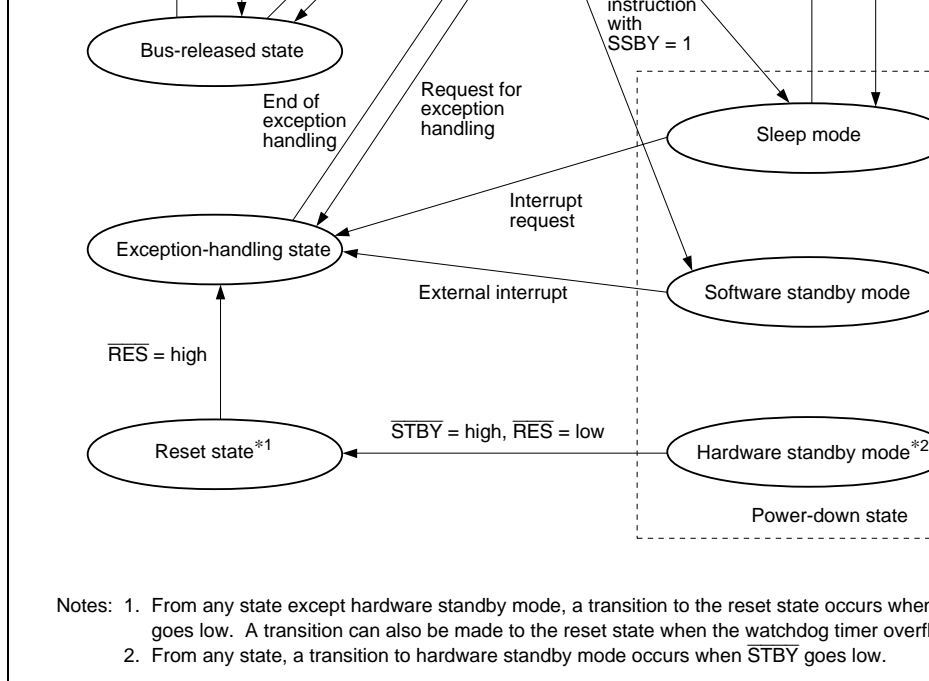 instruction
with
SSBY = 1
Bus-released state
End of
exception
handling
Request for
exception
handling
Sleep mode
Interrupt
request
Exception-handling state
External interrupt
Software standby mode
RES = high
STBY = high, RES = low
Reset state*1
Hardware standby mode*2
Power-down state
Notes: 1. From any state except hardware standby mode, a transition to the reset state occurs when
goes low. A transition can also be made to the reset state when the watchdog timer
2. From any state, a transition to hardware standby mode occurs when STBY goes low.